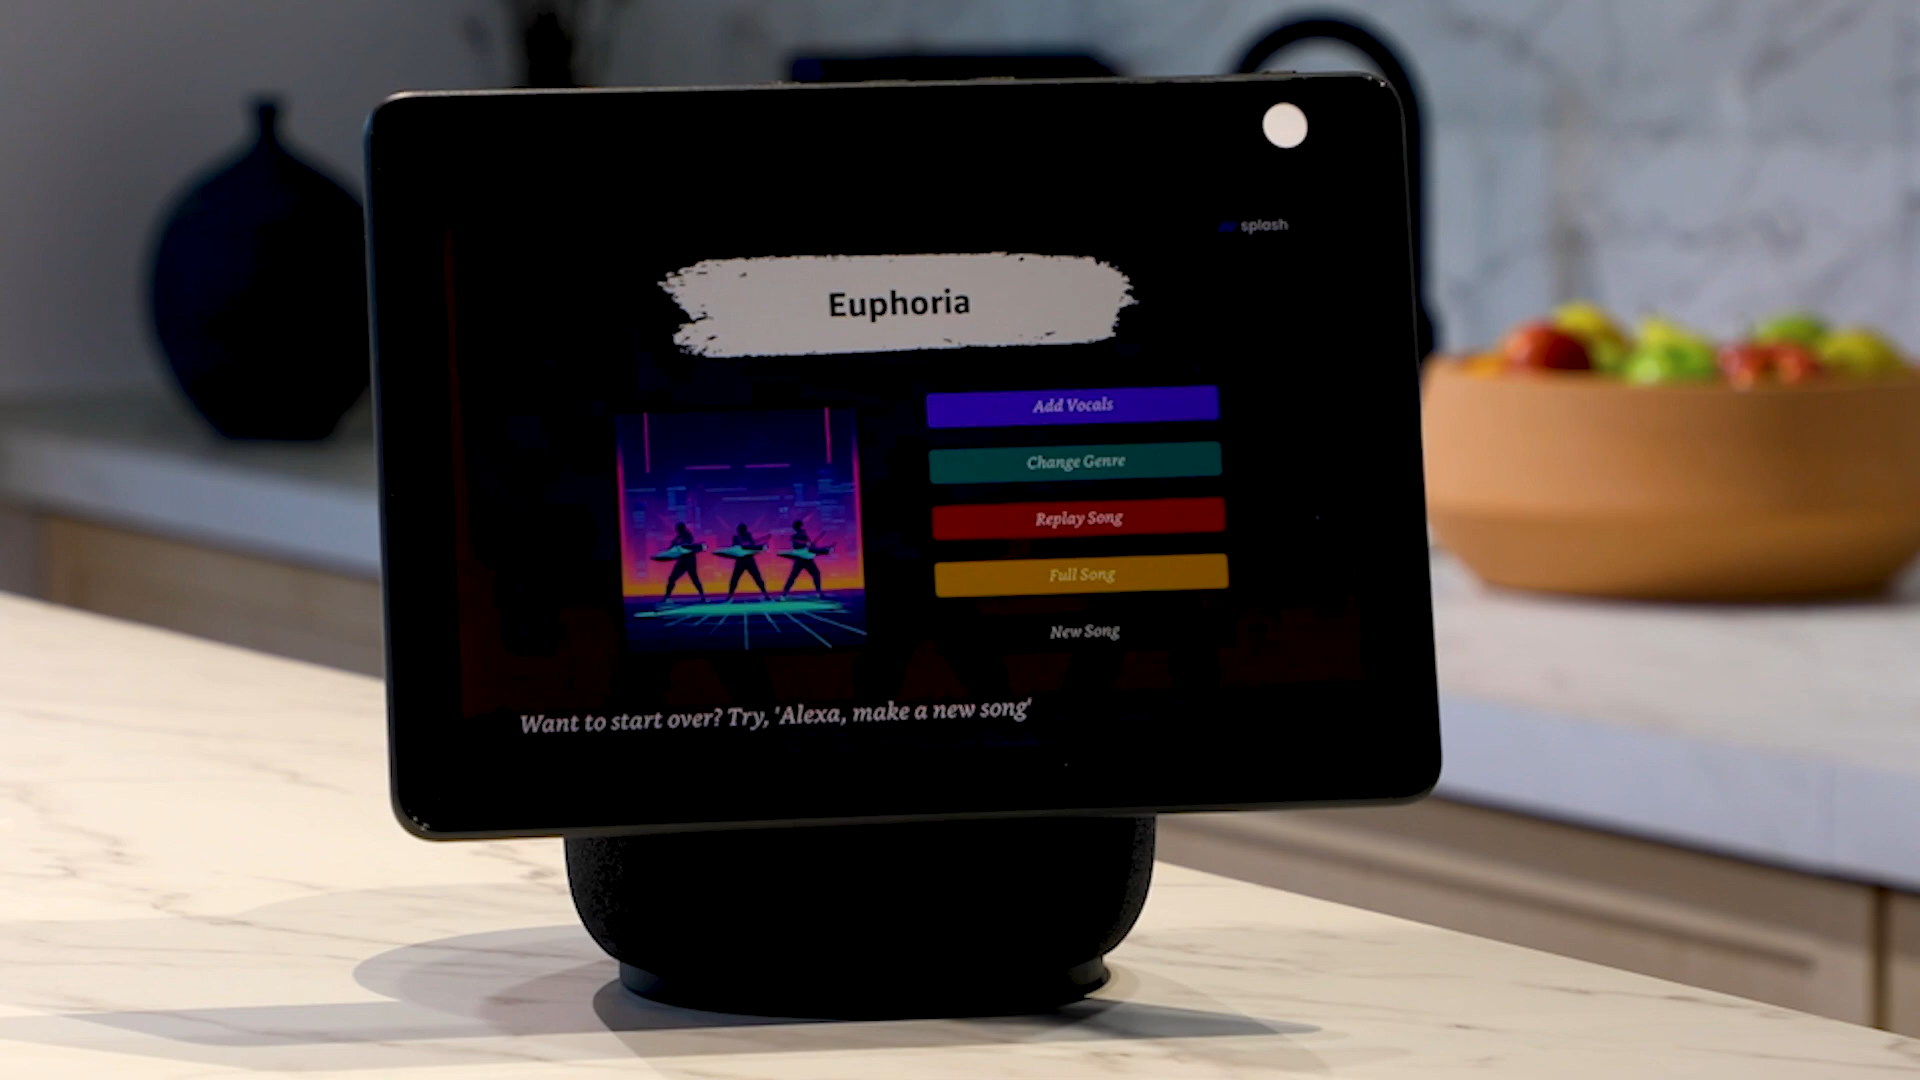 splash
Euphoria
Add Vocals
Change Genre
Replay Song
Full Song
New Song
Want to start over? Try, 'Alexa, make a new song'